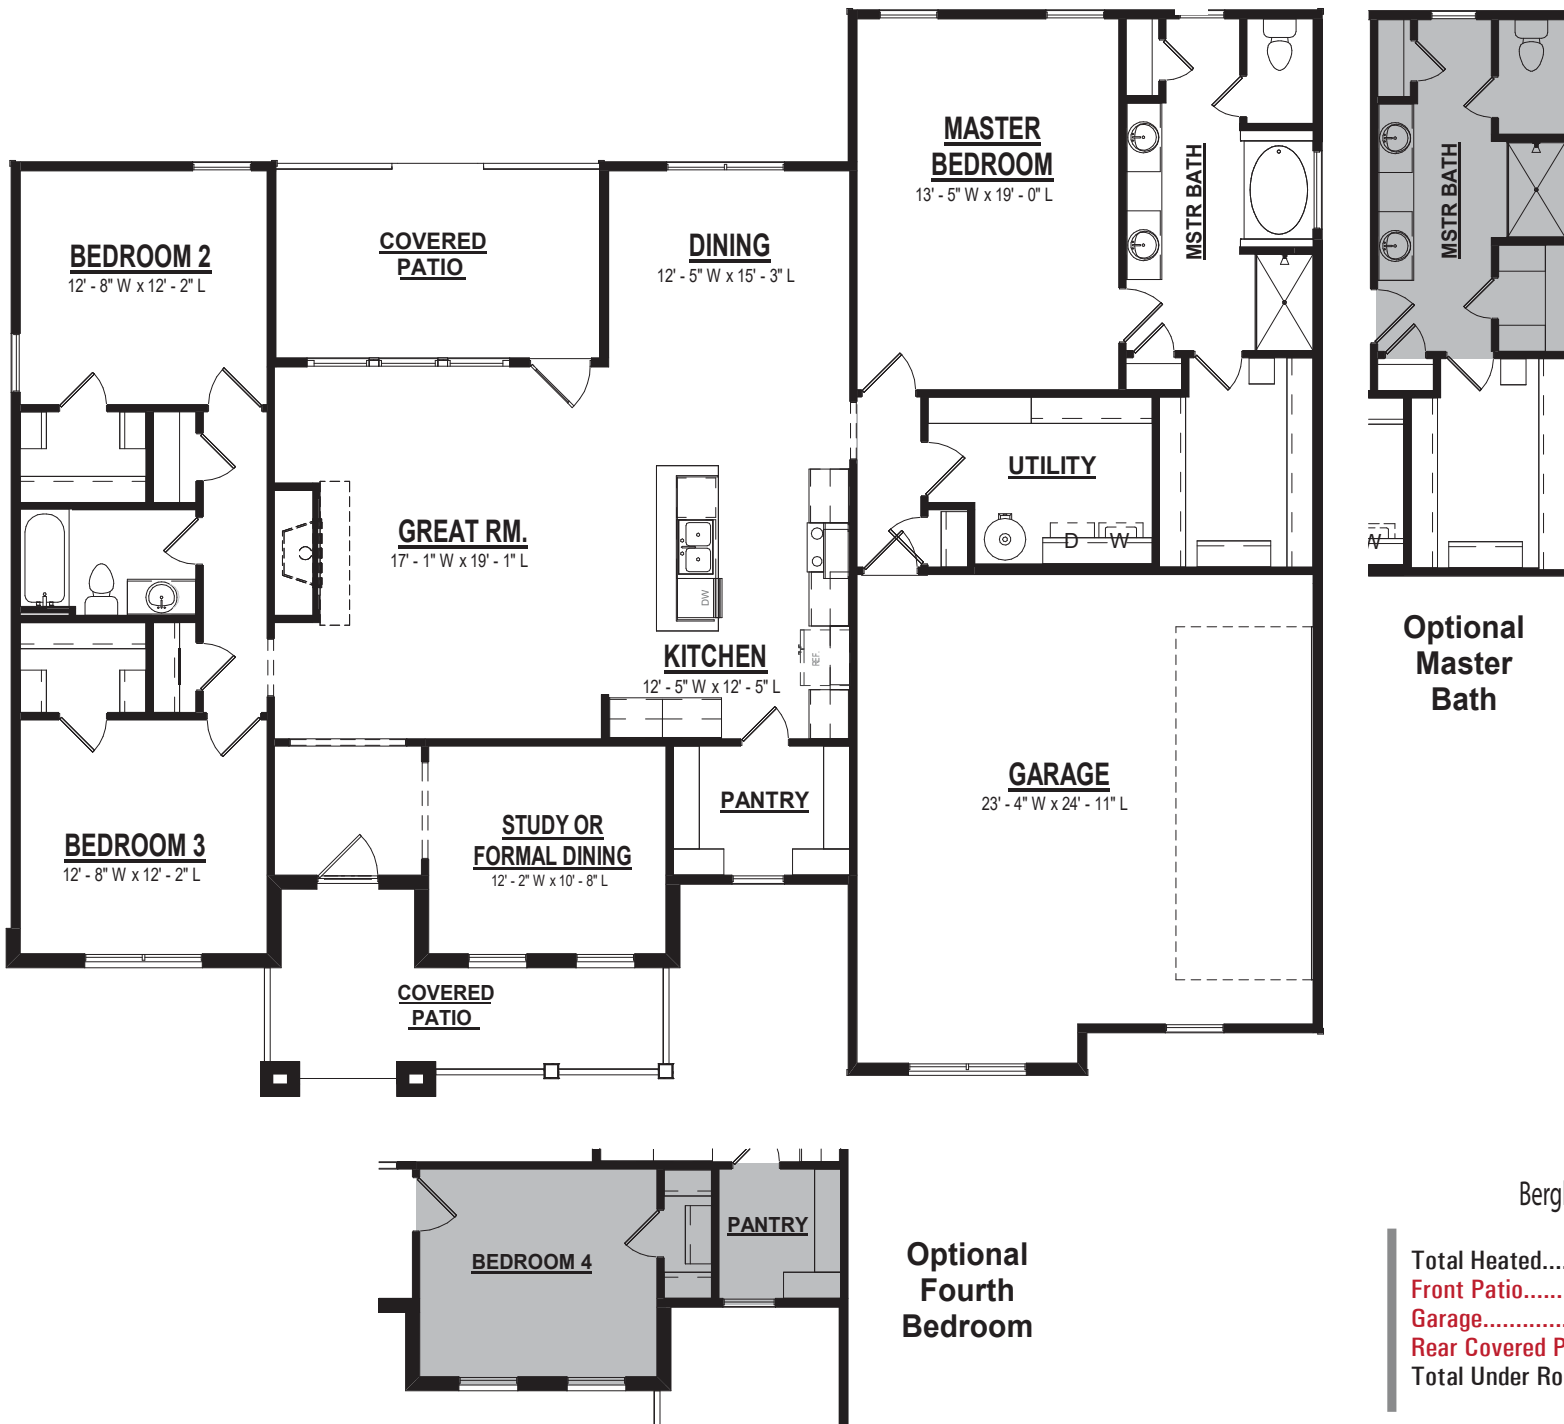 MASTER
BEDROOM
13' - 5" W x 19' - 0" L
MSTR BATH
MSTR BATH
BEDROOM 2
12' - 8" W x 12' - 2" L
COVERED
PATIO
DINING
12' - 5" W x 15' - 3" L
UTILITY
D
W
W
GREAT RM.
17' - 1" W x 19' - 1" L
DW
REF.
KITCHEN
12' - 5" W x 12' - 5" L
Optional
Master
Bath
GARAGE
23' - 4" W x 24' - 11" L
PANTRY
STUDY OR
FORMAL DINING
12' - 2" W x 10' - 8" L
BEDROOM 3
12' - 8" W x 12' - 2" L
COVERED
PATIO
BEDROOM 4
PANTRY
Optional
Fourth
Bedroom
Total Heated....
Front Patio.......
Garage.............
Rear Covered
Total Under